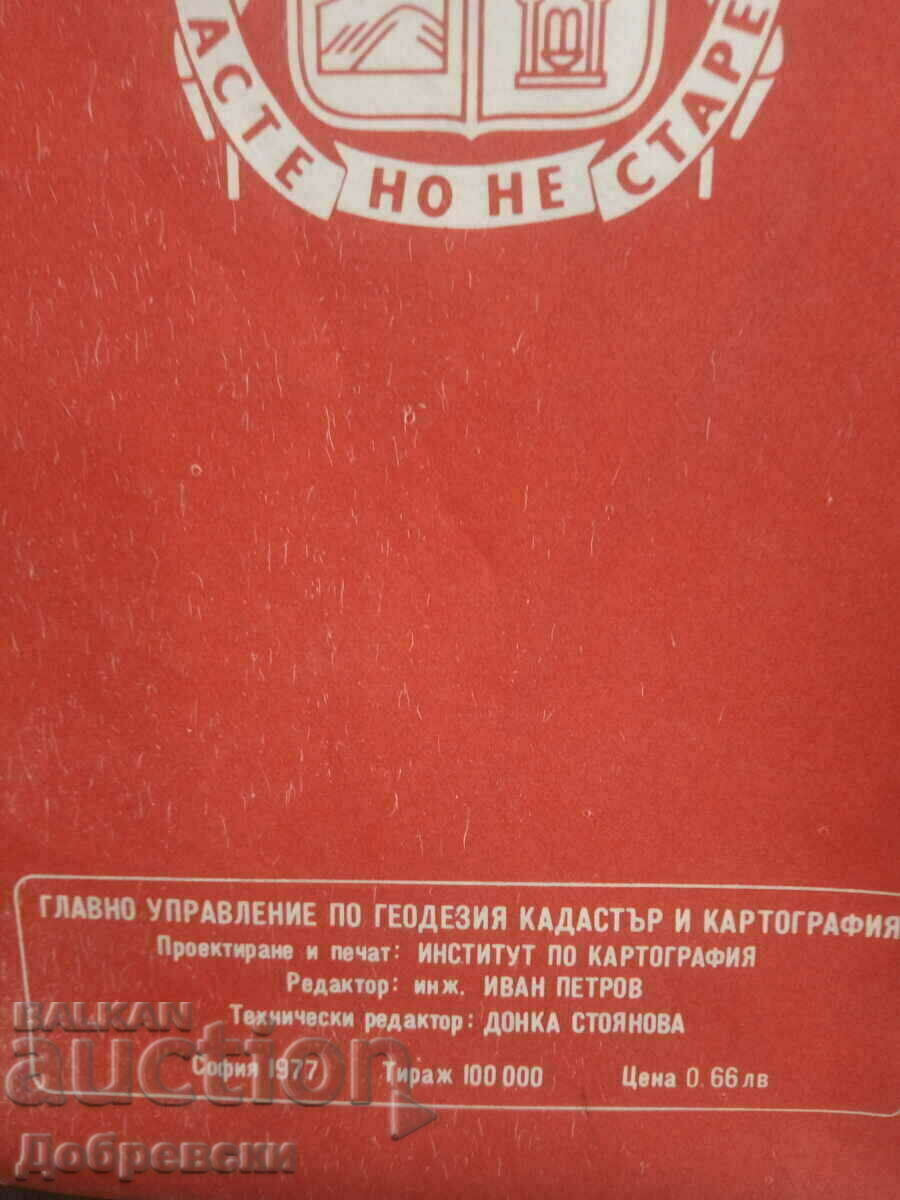 АСТЕ НО НЕ СТАРЕ
ГЛАВНО УПРАВЛЕНИЕ ПО ГЕОДЕЗИЯ КАДАСТЪР И КАРТОГРАФИЯ
Проектиране и печат: ИНСТИТУТ ПО КАРТОГРАФИЯ
Редактор: инж. ИВАН ПЕТРОВ
Технически редактор: ДОНКА СТОЯНОВА
София 1977 Тираж 100 000 Цена 0.66 лв
BALKAN
auction
Добревски